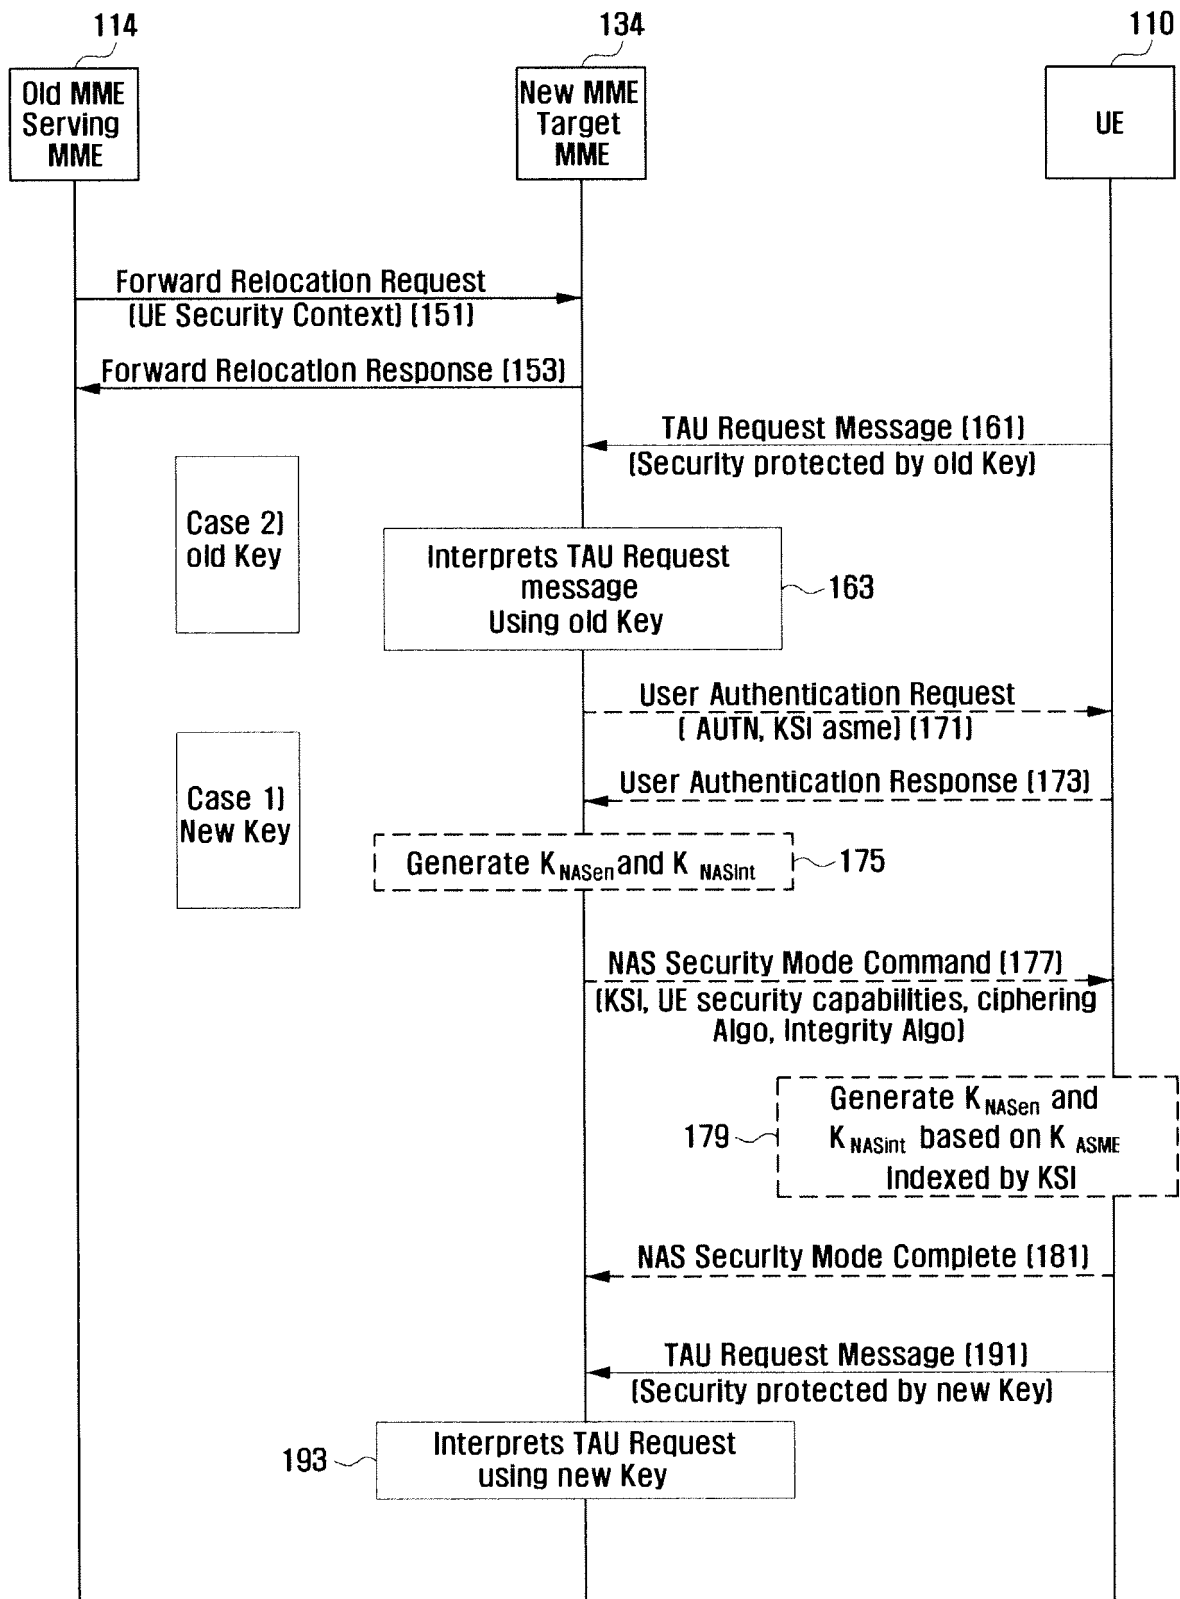 114
134
110
Old MME
Serving
MME
New MME
Target
MME
UE
Forward Relocation Request
(UE Security Context) (151)
Forward Relocation Response (153)
TAU Request Message (161)
(Security protected by old Key)
Case 2)
old Key
Interprets TAU Request
message
Using old Key
163
User Authentication Request
( AUTN, KSI asme) (171)
User Authentication Response (173)
Case 1)
New Key
Generate KNASen and K NASInt
175
NAS Security Mode Command (177)
(KSI, UE security capabilities, ciphering
Algo, Integrity Algo)
Generate KNASen and
KNASint based on K ASME
Indexed by KSI
179
NAS Security Mode Complete (181)
TAU Request Message (191)
(Security protected by new Key)
Interprets TAU Request
using new Key
193